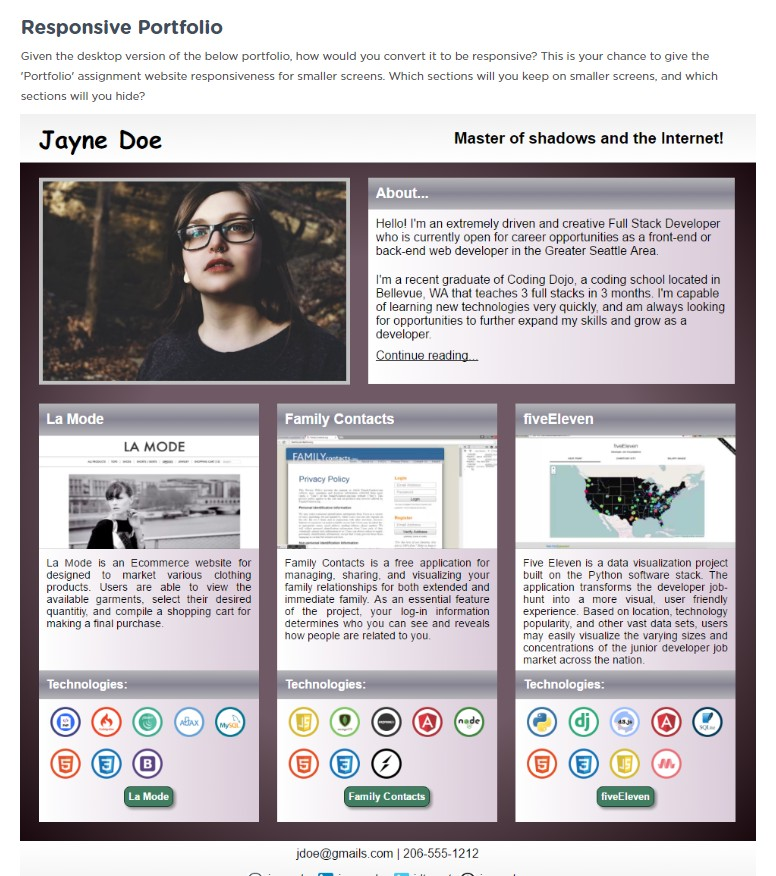 Responsive Portfolio
Given the desktop version of the below portfolio, how would you convert it to be responsive? This is your chance to give the
'Portfolio' assignment website responsiveness for smaller screens. Which sections will you keep on smaller screens, and which
sections will you hide?
Jayne Doe
Master of shadows and the Internet!
About...
Hello! I'm an extremely driven and creative Full Stack Developer
who is currently open for career opportunities as a front-end or
back-end web developer in the Greater Seattle Area.
I'm a recent graduate of Coding Dojo, a coding school located in
Bellevue, WA that teaches 3 full stacks in 3 months. I'm capable
of learning new technologies very quickly, and am always looking
for opportunities to further expand my skills and grow as a
developer.
Continue reading...
La Mode
LA MODE
La Mode is an Ecommerce website for
designed to market various clothing
products. Users are able to view the
available garments, select their desired
quantitiy, and compile a shopping cart for
making a final purchase.
Technologies:
AJAX
MySQL
La Mode
Family Contacts
FAMILYcontacts
Privacy Policy
Login
Register
Family Contacts is a free application for
managing, sharing, and visualizing your
family relationships for both extended and
immediate family. As an essential feature
of the project, your log-in information
determines who you can see and reveals
how people are related to you.
Technologies:
node
Family Contacts
fiveEleven
fiveEleven
Five Eleven is a data visualization project
built on the Python software stack. The
application transforms the developer job-
hunt into a more visual, user friendly
experience. Based on location, technology
popularity, and other vast data sets, users
may easily visualize the varying sizes and
concentrations of the junior developer job
market across the nation.
Technologies:
dj
fiveEleven
jdoe@gmails.com | 206-555-1212